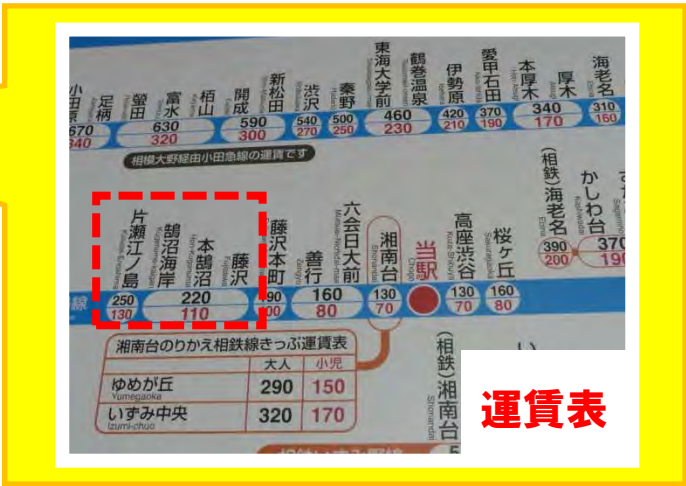 小田原 足柄 螢田 富水 栢山 開成 新松田 渋沢 秦野 東海大学前 鶴巻温泉 伊勢原 愛甲石田 本厚木 厚木 海老名
670 630 590 540 500 460 420 370 340 310
340 320 300 270 250 230 210 190 170 160
相模大野経由小田急線の運賃です
片瀬江ノ島 鵠沼海岸 本鵠沼 藤沢 藤沢本町 善行 六会日大前 湘南台 当駅 高座渋谷 桜ヶ丘
Fujisawa Zengyo Shonandai Chogo
250 220 190 160 130 130 160
130 110 100 80 70 70 80
(相鉄)海老名 かしわ台
390 370
200 190
湘南台のりかえ相鉄線きっぷ運賃表
大人 小児
ゆめが丘 290 150
Yumegaoka
いずみ中央 320 170
Izumi-chuo
(相鉄)湘南台
Shonandai
運賃表